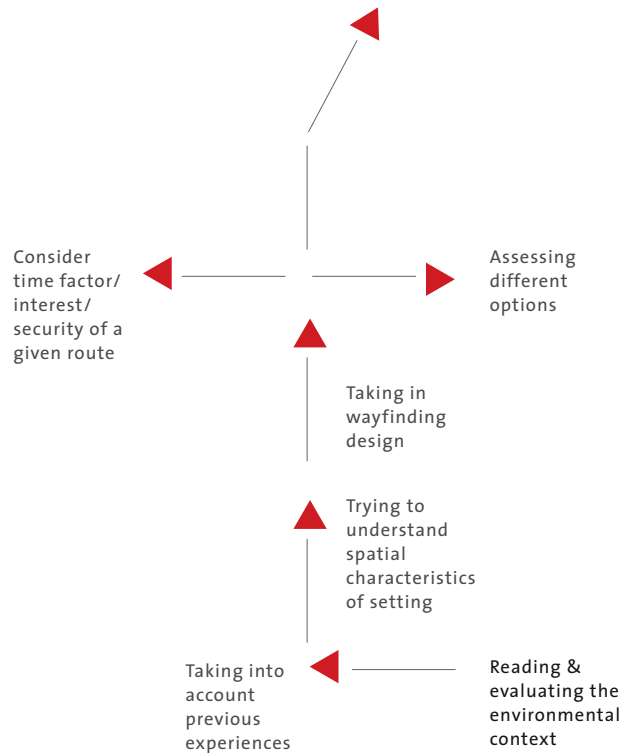 Consider
time factor/
interest/
security of a
given route
Assessing
different
options
Taking in
wayfinding
design
Trying to
understand
spatial
characteristics
of setting
Taking into
account
previous
experiences
Reading &
evaluating the
environmental
context